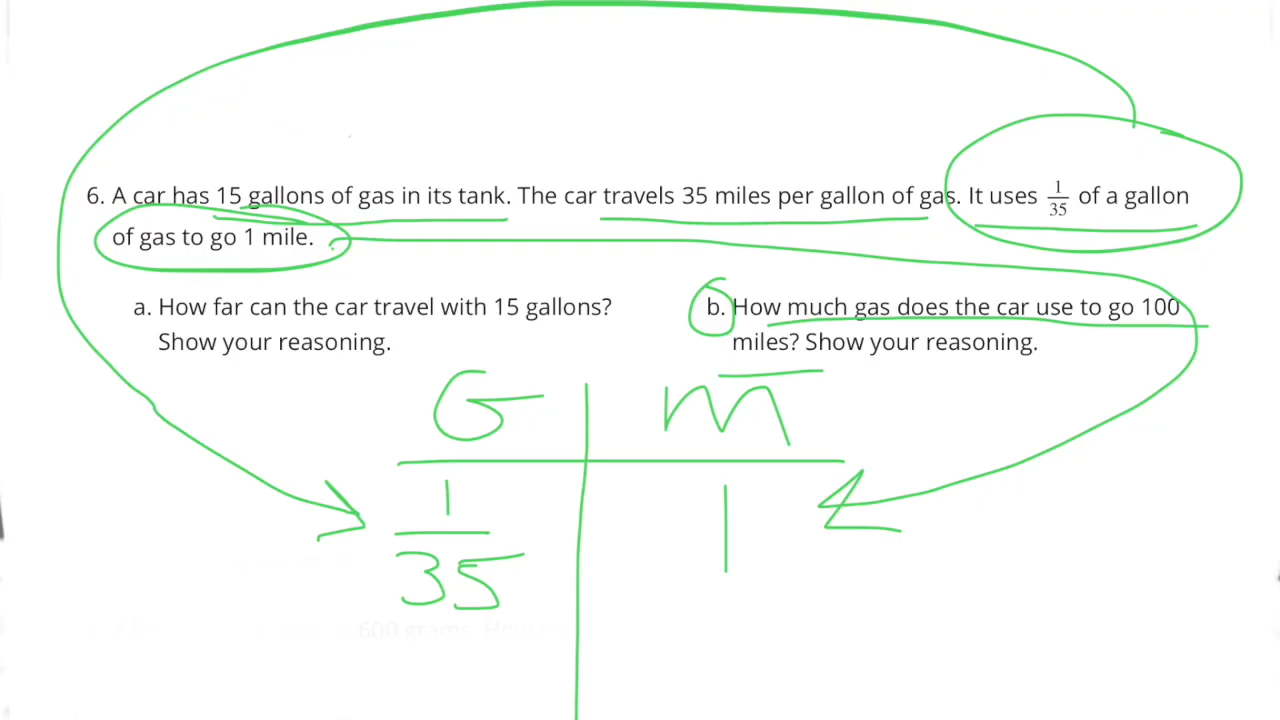 6. A car has 15 gallons of gas in its tank. The car travels 35 miles per gallon of gas. It uses 1/35 of a gallon
of gas to go 1 mile.
a. How far can the car travel with 15 gallons?
Show your reasoning.
b. How much gas does the car use to go 100
miles? Show your reasoning.
G m
1/35 1
600 grams. How